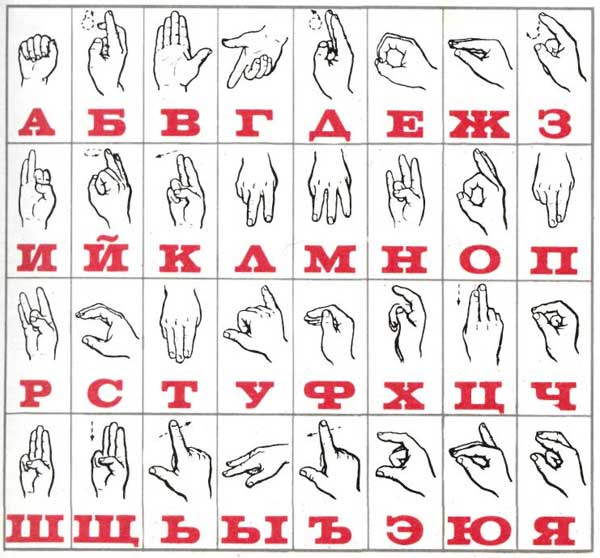 А Б В Г Д Е Ж З
И Й К Л М Н О П
Р С Т У Ф Х Ц Ч
Ш Щ Ь Ы Ъ Э Ю Я